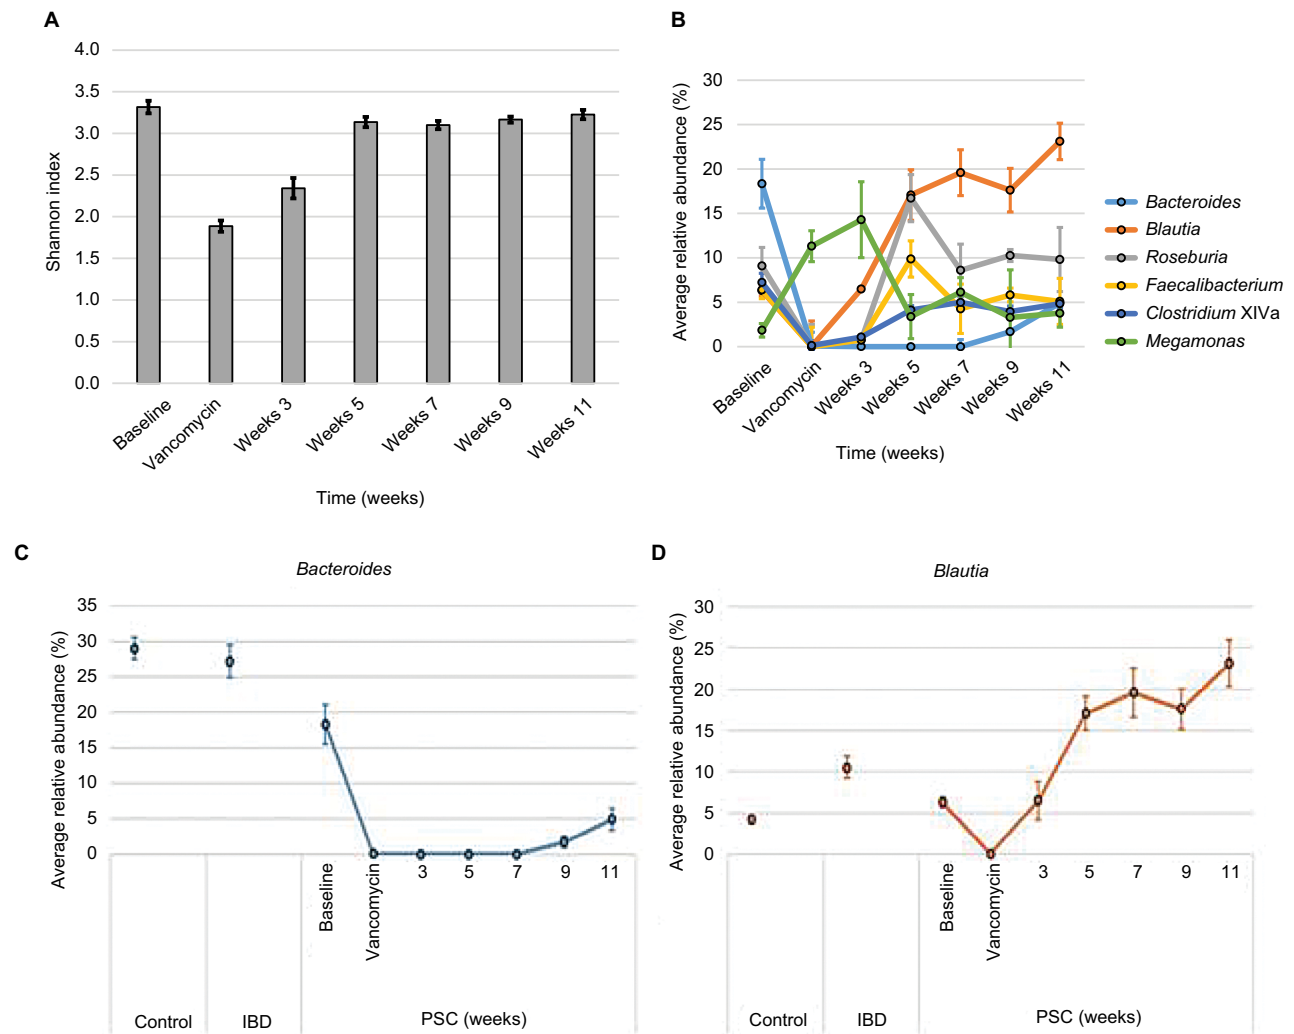 A
4.0
3.5
3.0
2.5
2.0
1.5
1.0
0.5
0.0
Shannon index
Baseline
Vancomycin
Weeks 3
Weeks 5
Weeks 7
Weeks 9
Weeks 11
Time (weeks)
B
30
25
20
15
10
5
0
Average relative abundance (%)
Baseline
Vancomycin
Weeks 3
Weeks 5
Weeks 7
Weeks 9
Weeks 11
Time (weeks)
Bacteroides
Blautia
Roseburia
Faecalibacterium
Clostridium XIVa
Megamonas
C
Bacteroides
35
30
25
20
15
10
5
0
Average relative abundance (%)
Baseline
Vancomycin
3
5
7
9
11
Control
IBD
PSC (weeks)
D
Blautia
30
25
20
15
10
5
0
Average relative abundance (%)
Baseline
Vancomycin
3
5
7
9
11
Control
IBD
PSC (weeks)